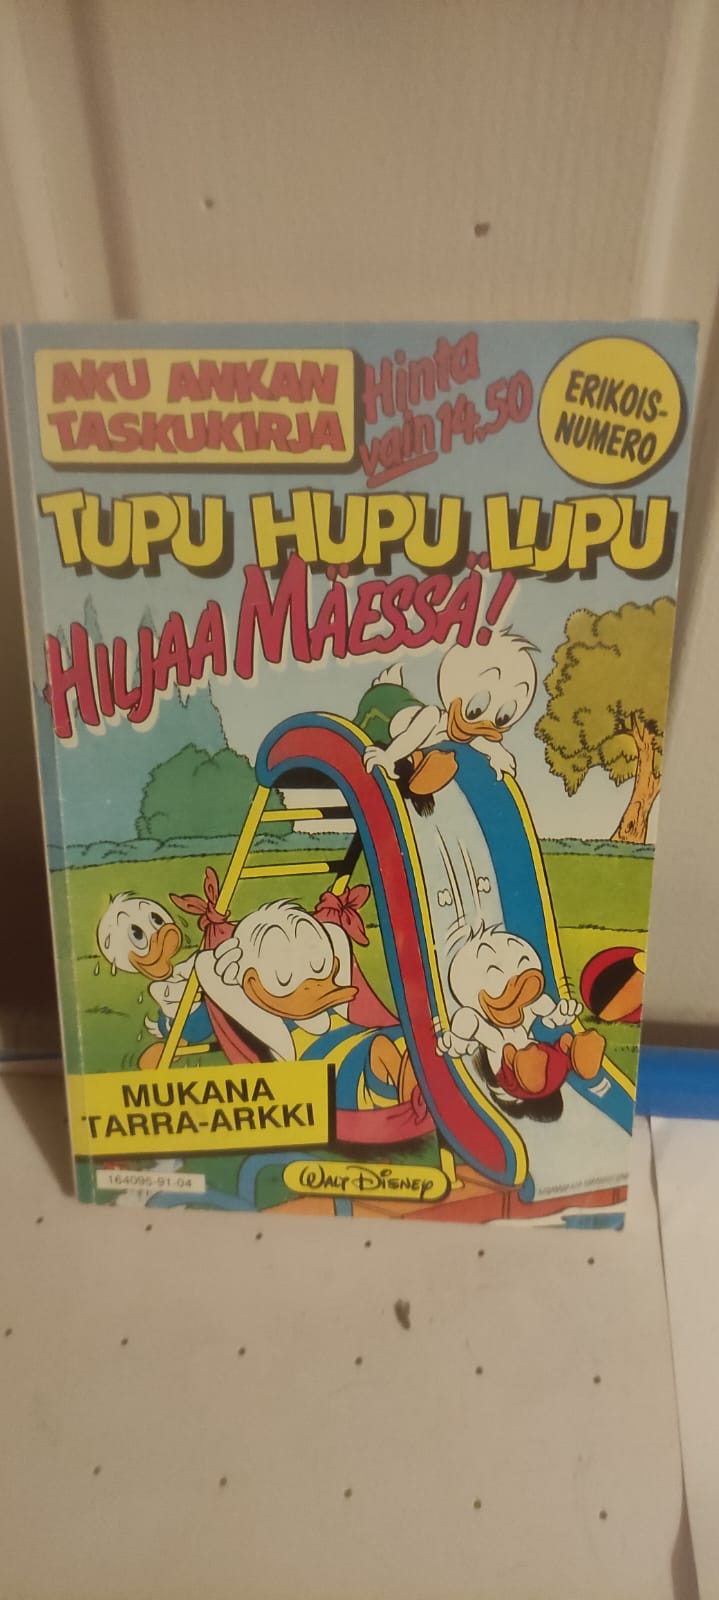 AKU ANKAN
TASKUKIRJA
Hinta
vain 14.50
ERIKOIS-
NUMERO
TUPU HUPU LUPU
HILJAA MÄESSÄ!
MUKANA
TARRA-ARKKI
164095-91-04
WALT DISNEY